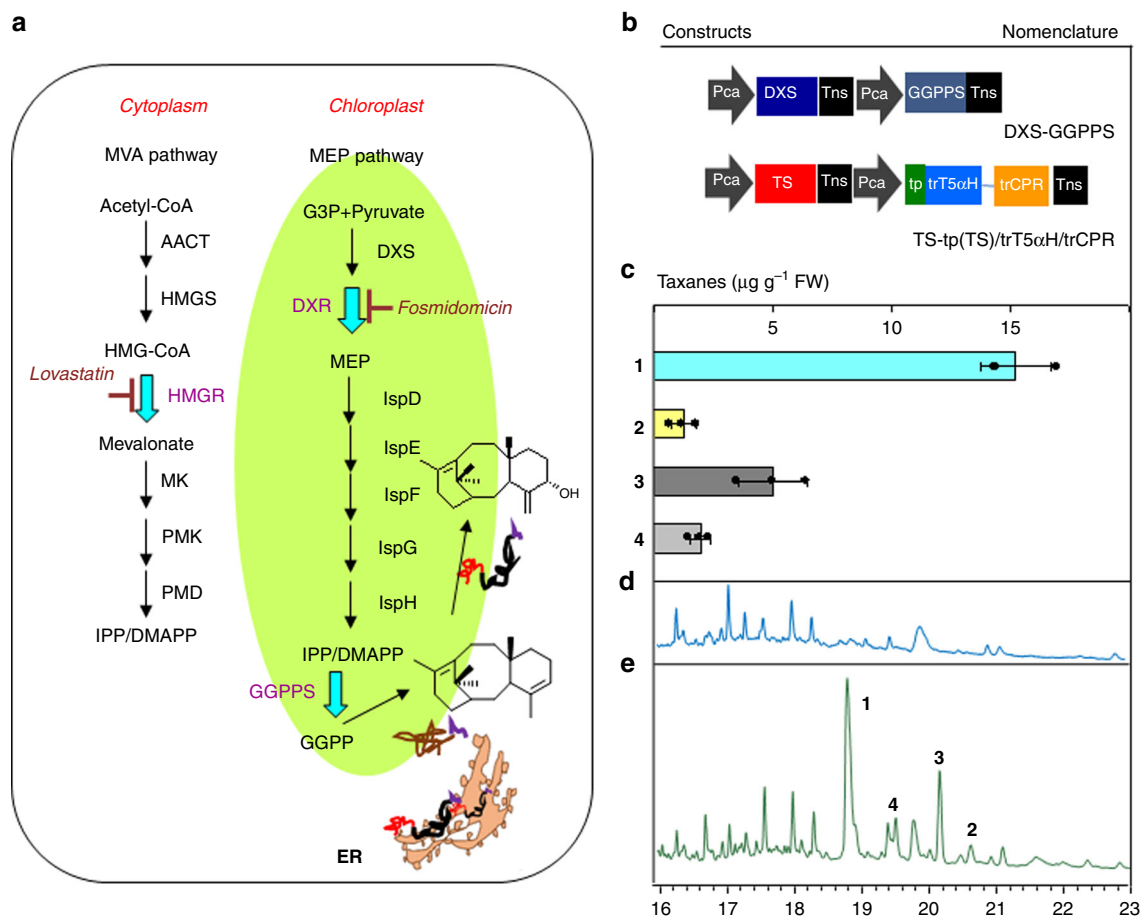 a
Cytoplasm
Chloroplast
MVA pathway
MEP pathway
Acetyl-CoA
AACT
HMGS
HMG-CoA
Lovastatin
HMGR
Mevalonate
MK
PMK
PMD
IPP/DMAPP
G3P+Pyruvate
DXS
DXR
Fosmidomicin
MEP
IspD
IspE
IspF
IspG
IspH
IPP/DMAPP
GGPPS
GGPP
OH
ER
b
Constructs Nomenclature
Pca DXS Tns Pca GGPPS Tns
DXS-GGPPS
Pca TS Tns Pca tp trT5αH trCPR Tns
TS-tp(TS)/trT5αH/trCPR
c
Taxanes (μg g⁻¹ FW)
5 10 15
1
2
3
4
d
e
1
3
4
2
16 17 18 19 20 21 22 23